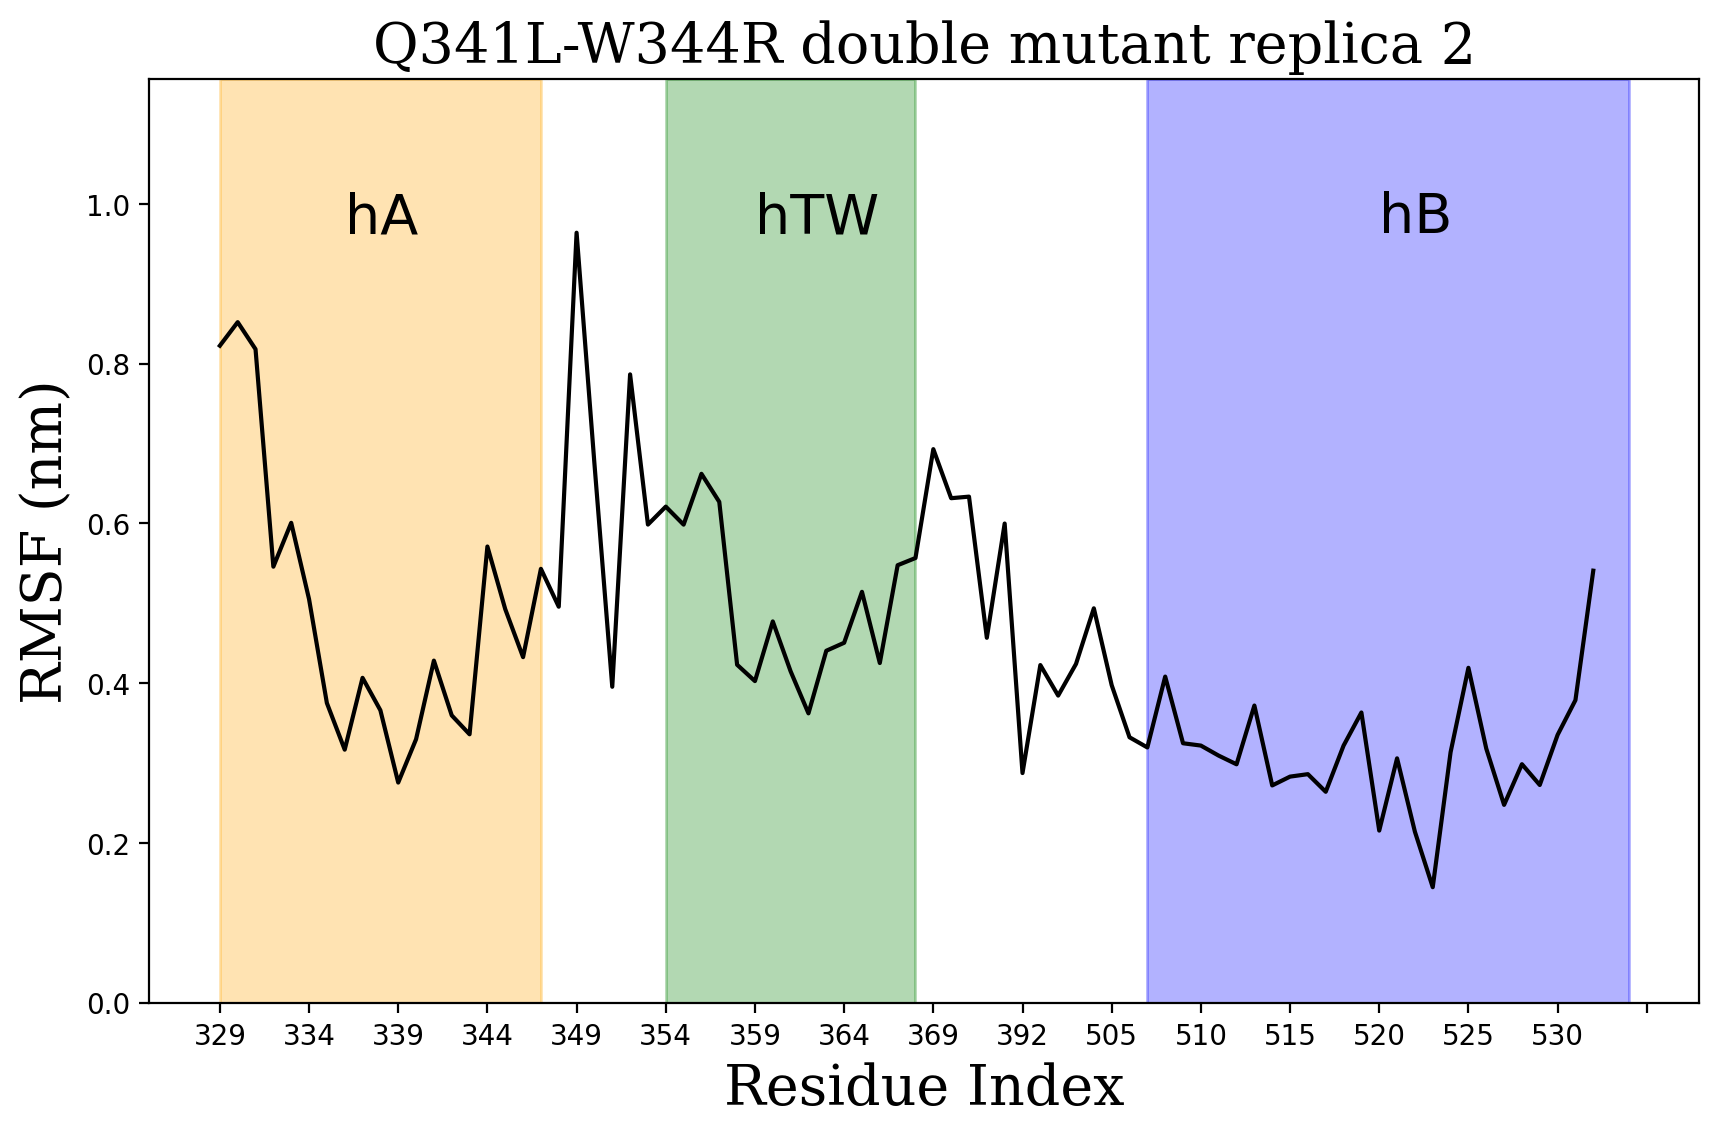 Q341L-W344R double mutant replica 2
hA
hTW
hB
RMSF (nm)
1.0
0.8
0.6
0.4
0.2
0.0
329 334 339 344 349 354 359 364 369 392 505 510 515 520 525 530
Residue Index